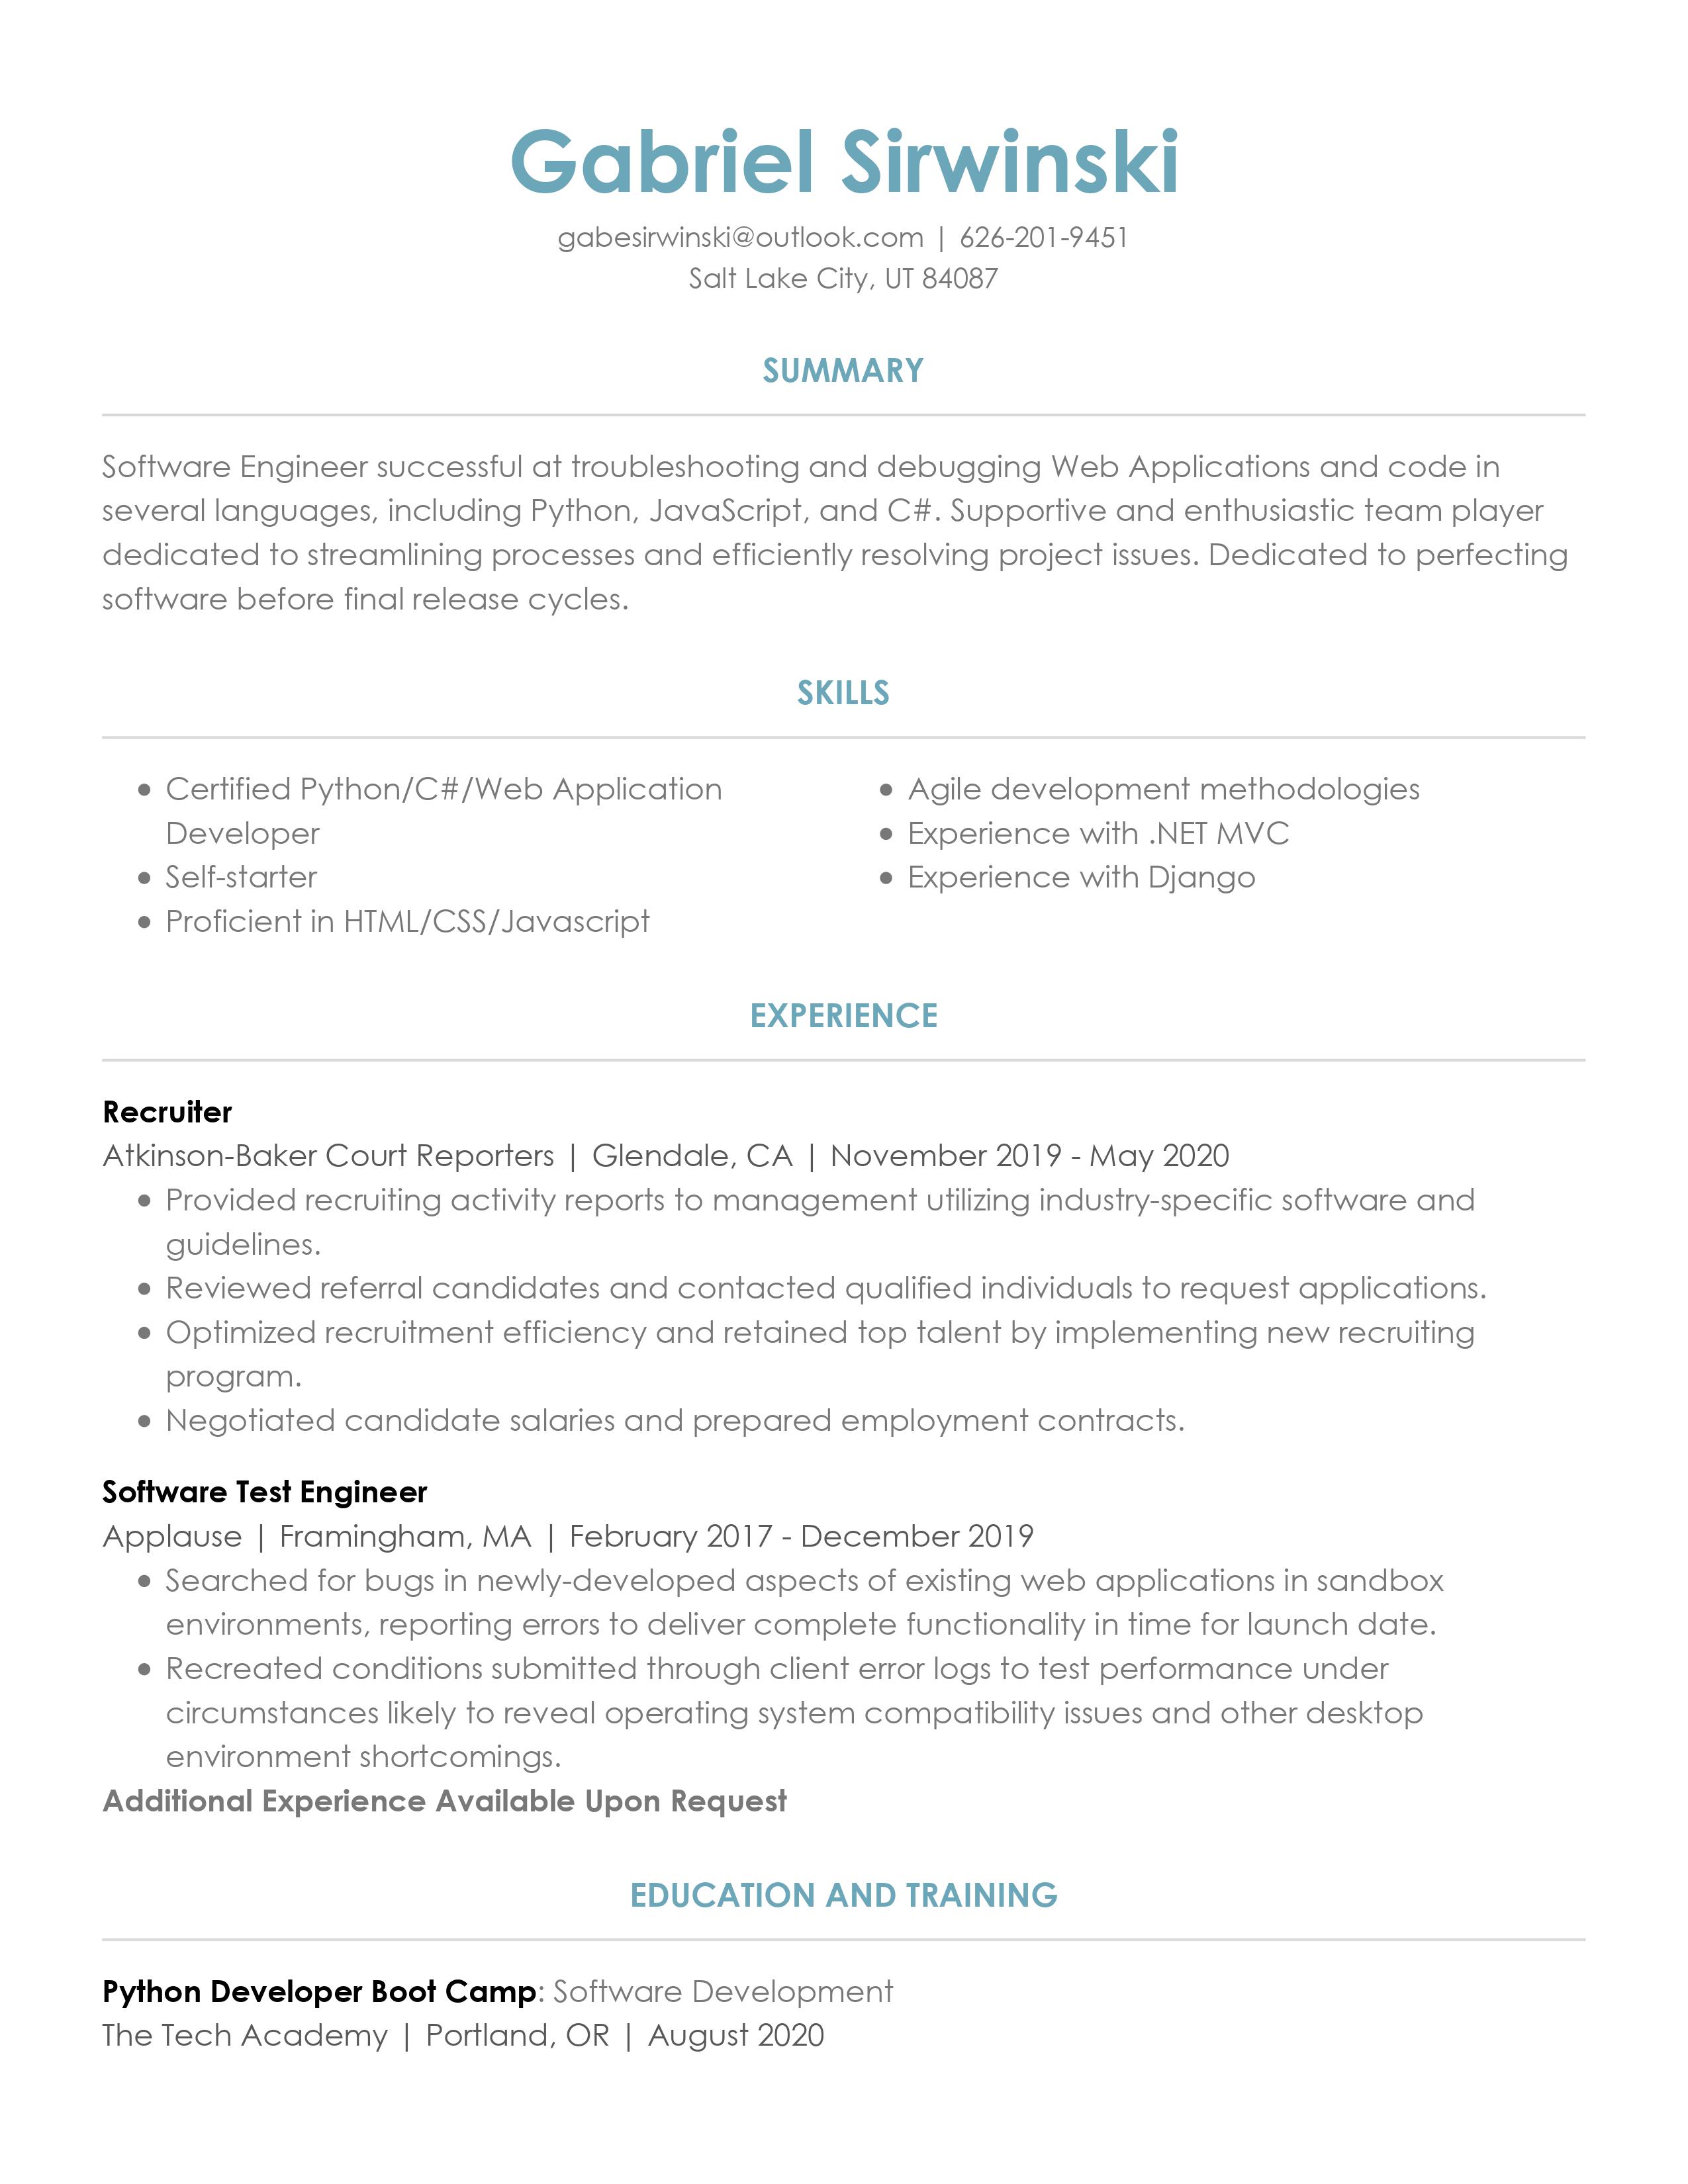 Gabriel Sirwinski
gabesirwinski@outlook.com | 626-201-9451
Salt Lake City, UT 84087
SUMMARY
Software Engineer successful at troubleshooting and debugging Web Applications and code in
several languages, including Python, JavaScript, and C#. Supportive and enthusiastic team player
dedicated to streamlining processes and efficiently resolving project issues. Dedicated to perfecting
software before final release cycles.
SKILLS
• Certified Python/C#/Web Application
Developer
• Self-starter
• Proficient in HTML/CSS/Javascript
• Agile development methodologies
• Experience with .NET MVC
• Experience with Django
EXPERIENCE
Recruiter
Atkinson-Baker Court Reporters | Glendale, CA | November 2019 - May 2020
• Provided recruiting activity reports to management utilizing industry-specific software and
guidelines.
• Reviewed referral candidates and contacted qualified individuals to request applications.
• Optimized recruitment efficiency and retained top talent by implementing new recruiting
program.
• Negotiated candidate salaries and prepared employment contracts.
Software Test Engineer
Applause | Framingham, MA | February 2017 - December 2019
• Searched for bugs in newly-developed aspects of existing web applications in sandbox
environments, reporting errors to deliver complete functionality in time for launch date.
• Recreated conditions submitted through client error logs to test performance under
circumstances likely to reveal operating system compatibility issues and other desktop
environment shortcomings.
Additional Experience Available Upon Request
EDUCATION AND TRAINING
Python Developer Boot Camp: Software Development
The Tech Academy | Portland, OR | August 2020